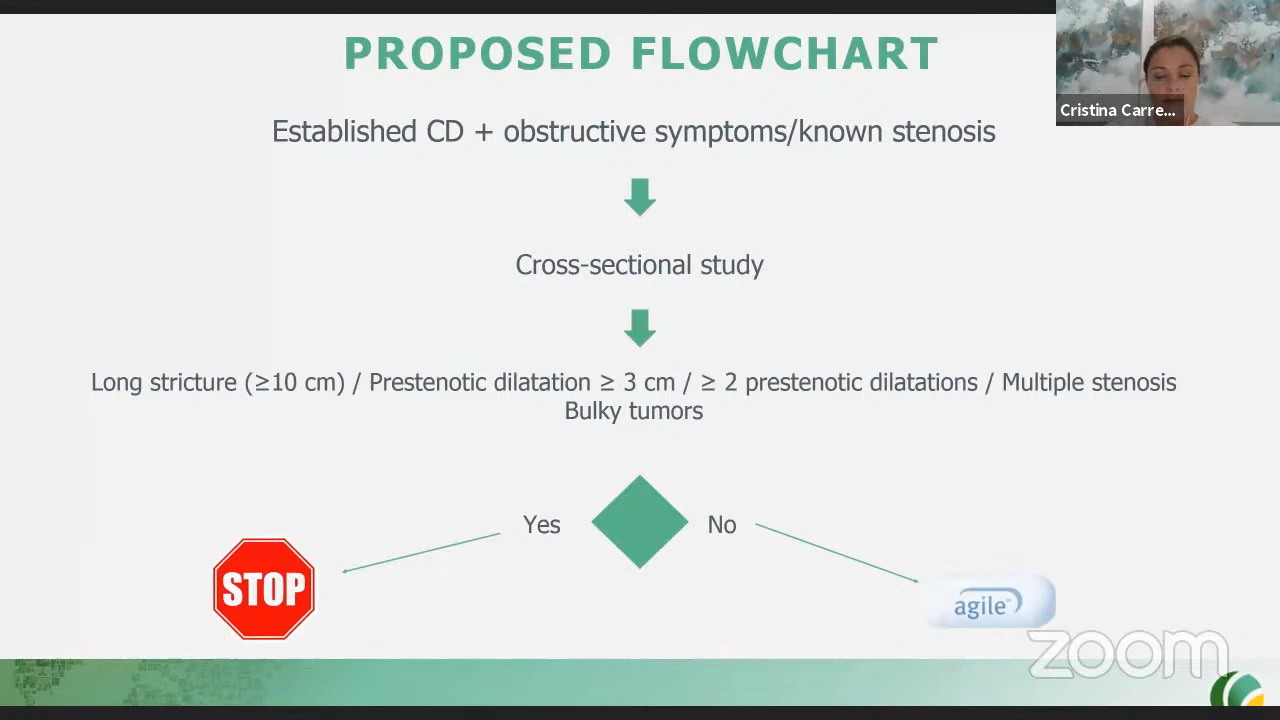 PROPOSED FLOWCHART
Cristina Carre...
Established CD + obstructive symptoms/known stenosis
Cross-sectional study
Long stricture (≥10 cm) / Prestenotic dilatation ≥ 3 cm / ≥ 2 prestenotic dilatations / Multiple stenosis
Bulky tumors
Yes
No
STOP
agile™
zoom